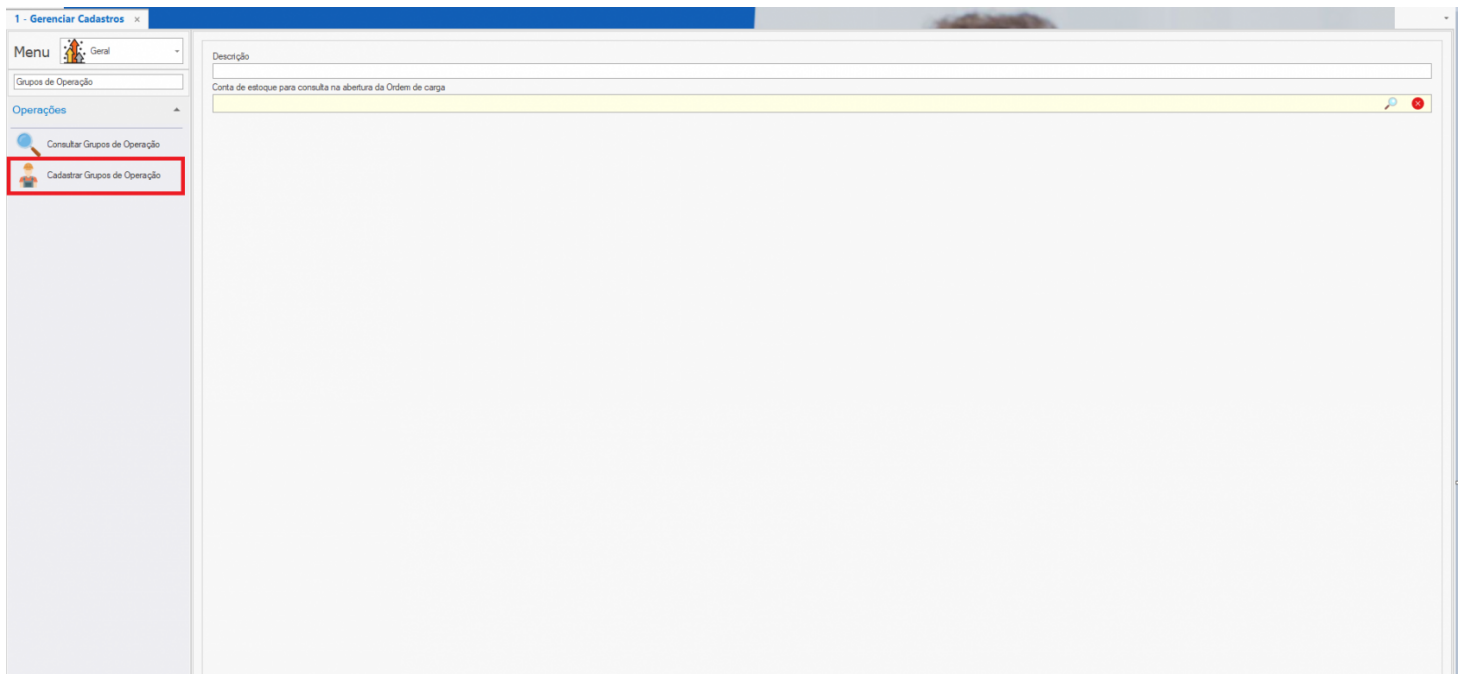 1 - Gerenciar Cadastros
Menu
Geral
Grupos de Operação
Operações
Consultar Grupos de Operação
Cadastrar Grupos de Operação
Descrição
Conta de estoque para consulta na abertura da Ordem de carga